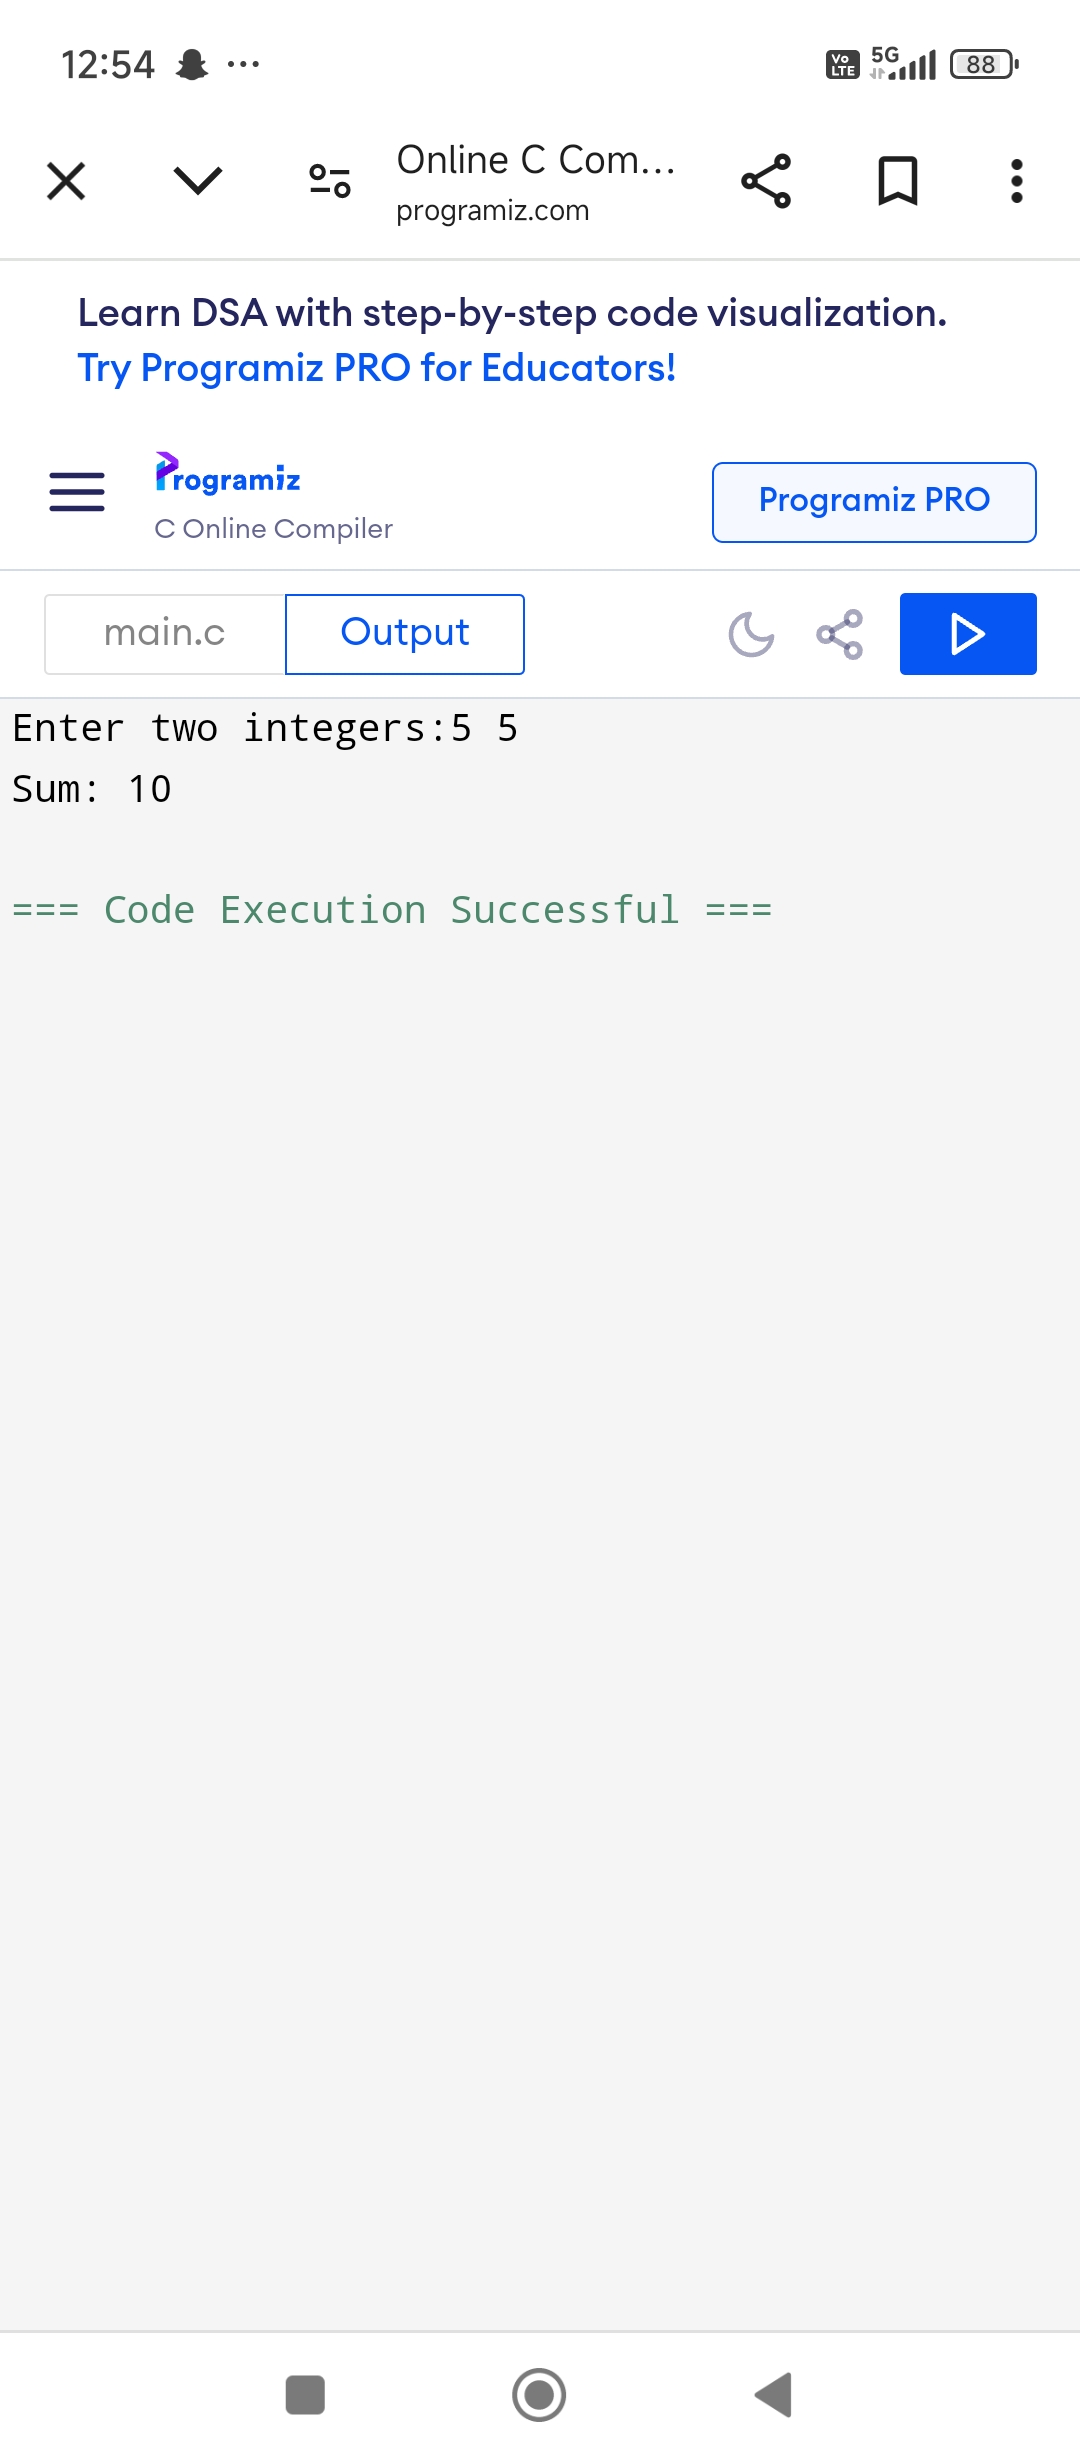 12:54 ...
Vo LTE 5G 88
Online C Com...
programiz.com
Learn DSA with step-by-step code visualization.
Try Programiz PRO for Educators!
Programiz
C Online Compiler
Programiz PRO
main.c
Output
Enter two integers:5 5
Sum: 10
=== Code Execution Successful ===